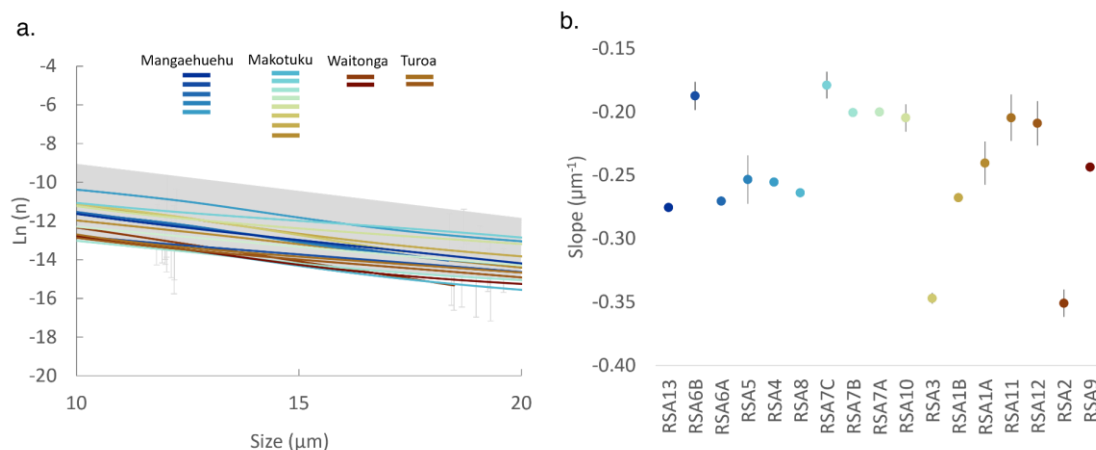 a.
Mangaehuehu Makotuku Waitonga Turoa
-4
-6
-8
-10
-12
-14
-16
-18
-20
Ln (n)
10 15 20
Size (μm)
b.
-0.15
-0.20
-0.25
-0.30
-0.35
-0.40
Slope (μm⁻¹)
RSA13
RSA6B
RSA6A
RSA5
RSA4
RSA8
RSA7C
RSA7B
RSA7A
RSA10
RSA3
RSA1B
RSA1A
RSA11
RSA12
RSA2
RSA9